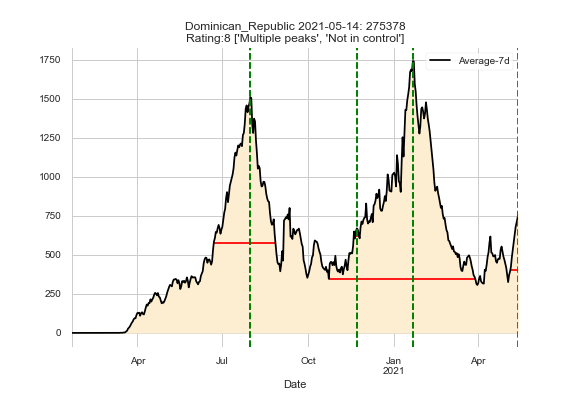 Dominican_Republic 2021-05-14: 275378
Rating:8 ['Multiple peaks', 'Not in control']
Average-7d
1750
1500
1250
1000
750
500
250
0
Apr
Jul
Oct
Jan
2021
Apr
Date